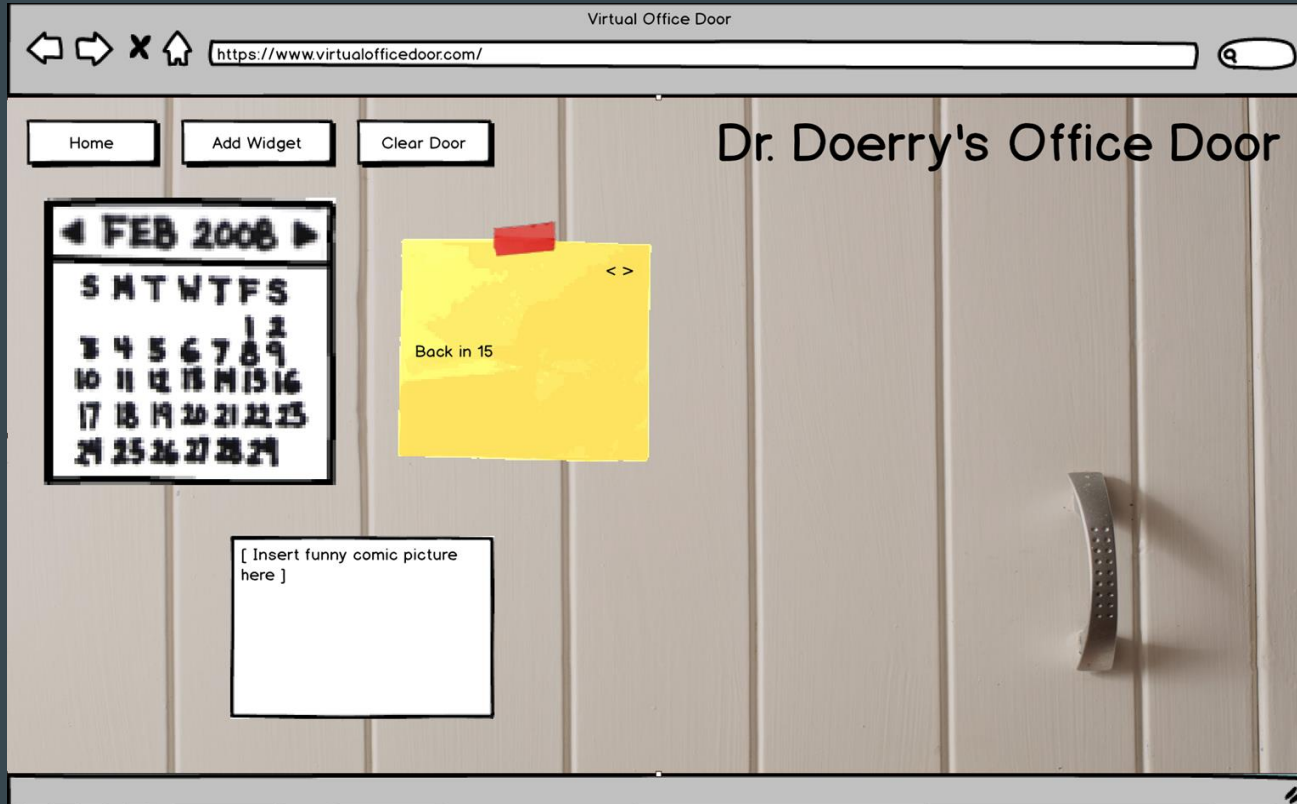 Virtual Office Door
https://www.virtualofficedoor.com/
Home Add Widget Clear Door
Dr. Doerry's Office Door
FEB 2008
S M T W T F S
1 2
3 4 5 6 7 8 9
10 11 12 13 14 15 16
17 18 19 20 21 22 23
24 25 26 27 28 29
< >
Back in 15
[ Insert funny comic picture
here ]